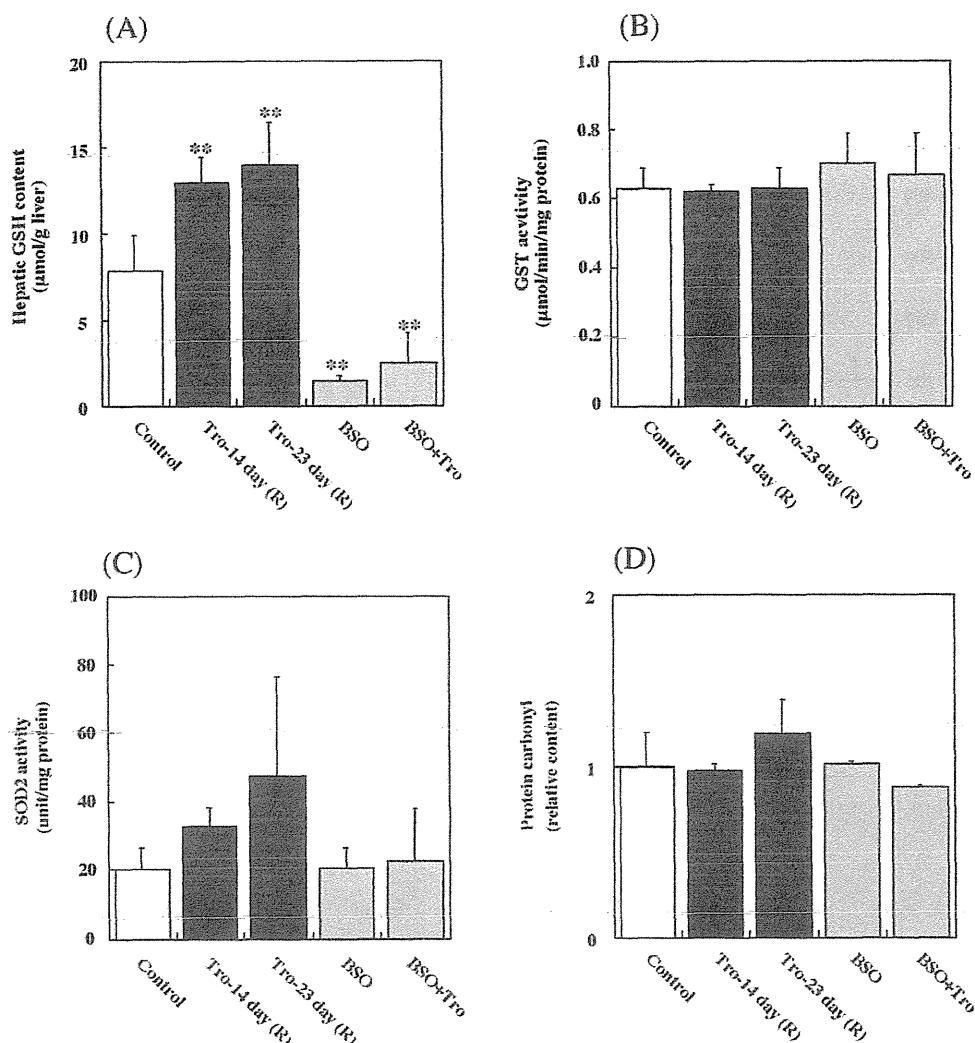 (A)
Hepatic GSH content
(μmol/g liver)
20
15
10
5
0
**
**
**
**
Control
Tro-14 day (R)
Tro-23 day (R)
BSO
BSO+Tro
(B)
GST acvtivity
(μmol/min/mg protein)
1.0
0.8
0.6
0.4
0.2
0
Control
Tro-14 day (R)
Tro-23 day (R)
BSO
BSO+Tro
(C)
SOD2 activity
(unit/mg protein)
100
80
60
40
20
0
Control
Tro-14 day (R)
Tro-23 day (R)
BSO
BSO+Tro
(D)
Protein carbonyl
(relative content)
2
1
0
Control
Tro-14 day (R)
Tro-23 day (R)
BSO
BSO+Tro